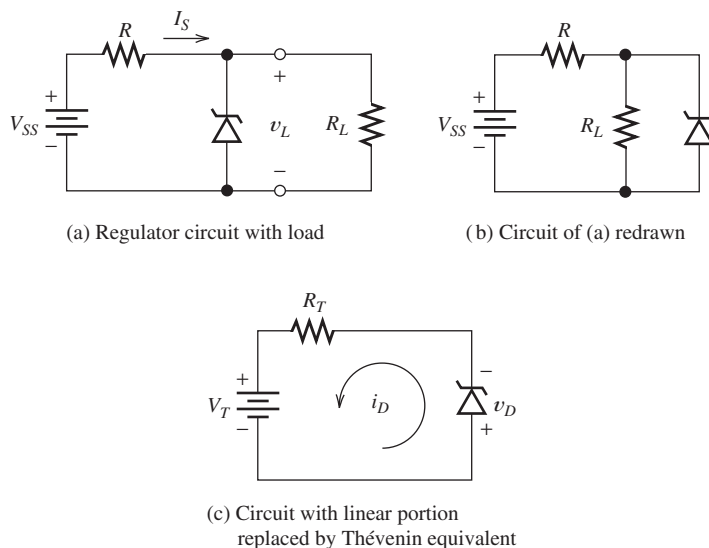 R
I_S
+
V_SS
−
+
v_L
−
R_L
(a) Regulator circuit with load
R
+
V_SS
−
R_L
(b) Circuit of (a) redrawn
R_T
+
V_T
−
i_D
−
v_D
+
(c) Circuit with linear portion
replaced by Thévenin equivalent